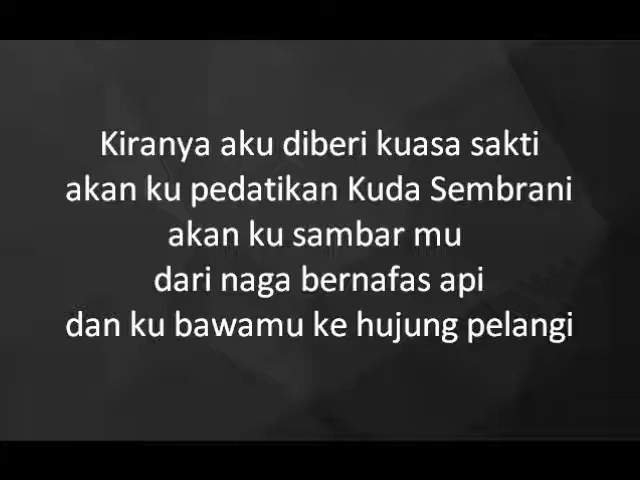 Kiranya aku diberi kuasa sakti
akan ku pedatikan Kuda Sembrani
akan ku sambar mu
dari naga bernafas api
dan ku bawamu ke hujung pelangi